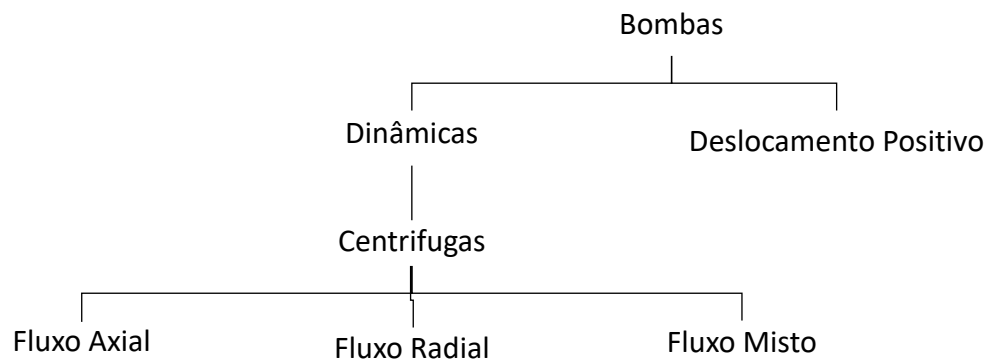 Bombas
Dinâmicas
Deslocamento Positivo
Centrifugas
Fluxo Axial
Fluxo Radial
Fluxo Misto